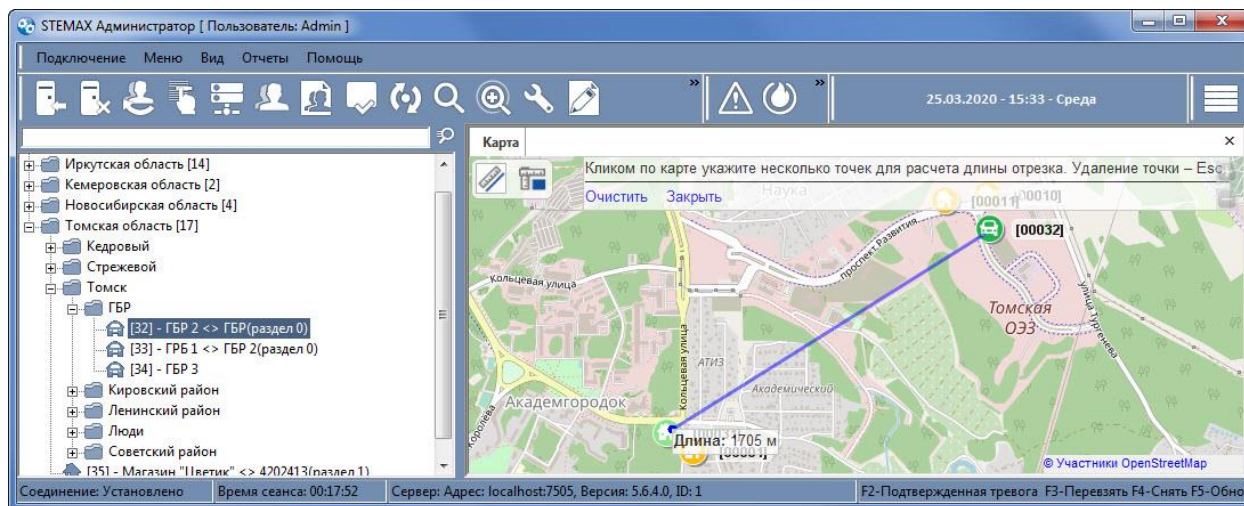 STEMAX Администратор [ Пользователь: Admin ]
Подключение Меню Вид Отчеты Помощь
» »
25.03.2020 - 15:33 - Среда
Иркутская область [14]
Кемеровская область [2]
Новосибирская область [4]
Томская область [17]
Кедровый
Стрежевой
Томск
ГБР
[32] - ГБР 2 <> ГБР(раздел 0)
[33] - ГРБ 1 <> ГБР 2(раздел 0)
[34] - ГБР 3
Кировский район
Ленинский район
Люди
Советский район
[35] - Магазин "Цветик" <> 4202413(раздел 1)
Карта
Кликом по карте укажите несколько точек для расчета длины отрезка. Удаление точки – Esc
Очистить Закрыть
Наука
[00011]
00010]
[00032]
проспект Развития
Кольцевая улица
Томская
ОЭЗ
улица Тургенева
Кольцевая улица
АТИЗ
Академический
Академгородок
Королёва
Длина: 1705 м
© Участники OpenStreetMap
Соединение: Установлено Время сеанса: 00:17:52 Сервер: Адрес: localhost:7505, Версия: 5.6.4.0, ID: 1 F2-Подтвержденная тревога F3-Перевзять F4-Снять F5-Обно